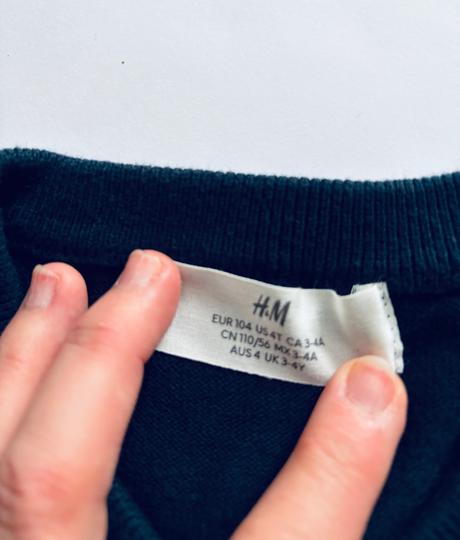 H&M
EUR 104 US 4T CA 3-4A
CN 110/56 MX 3-4A
AUS 4 UK 3-4Y